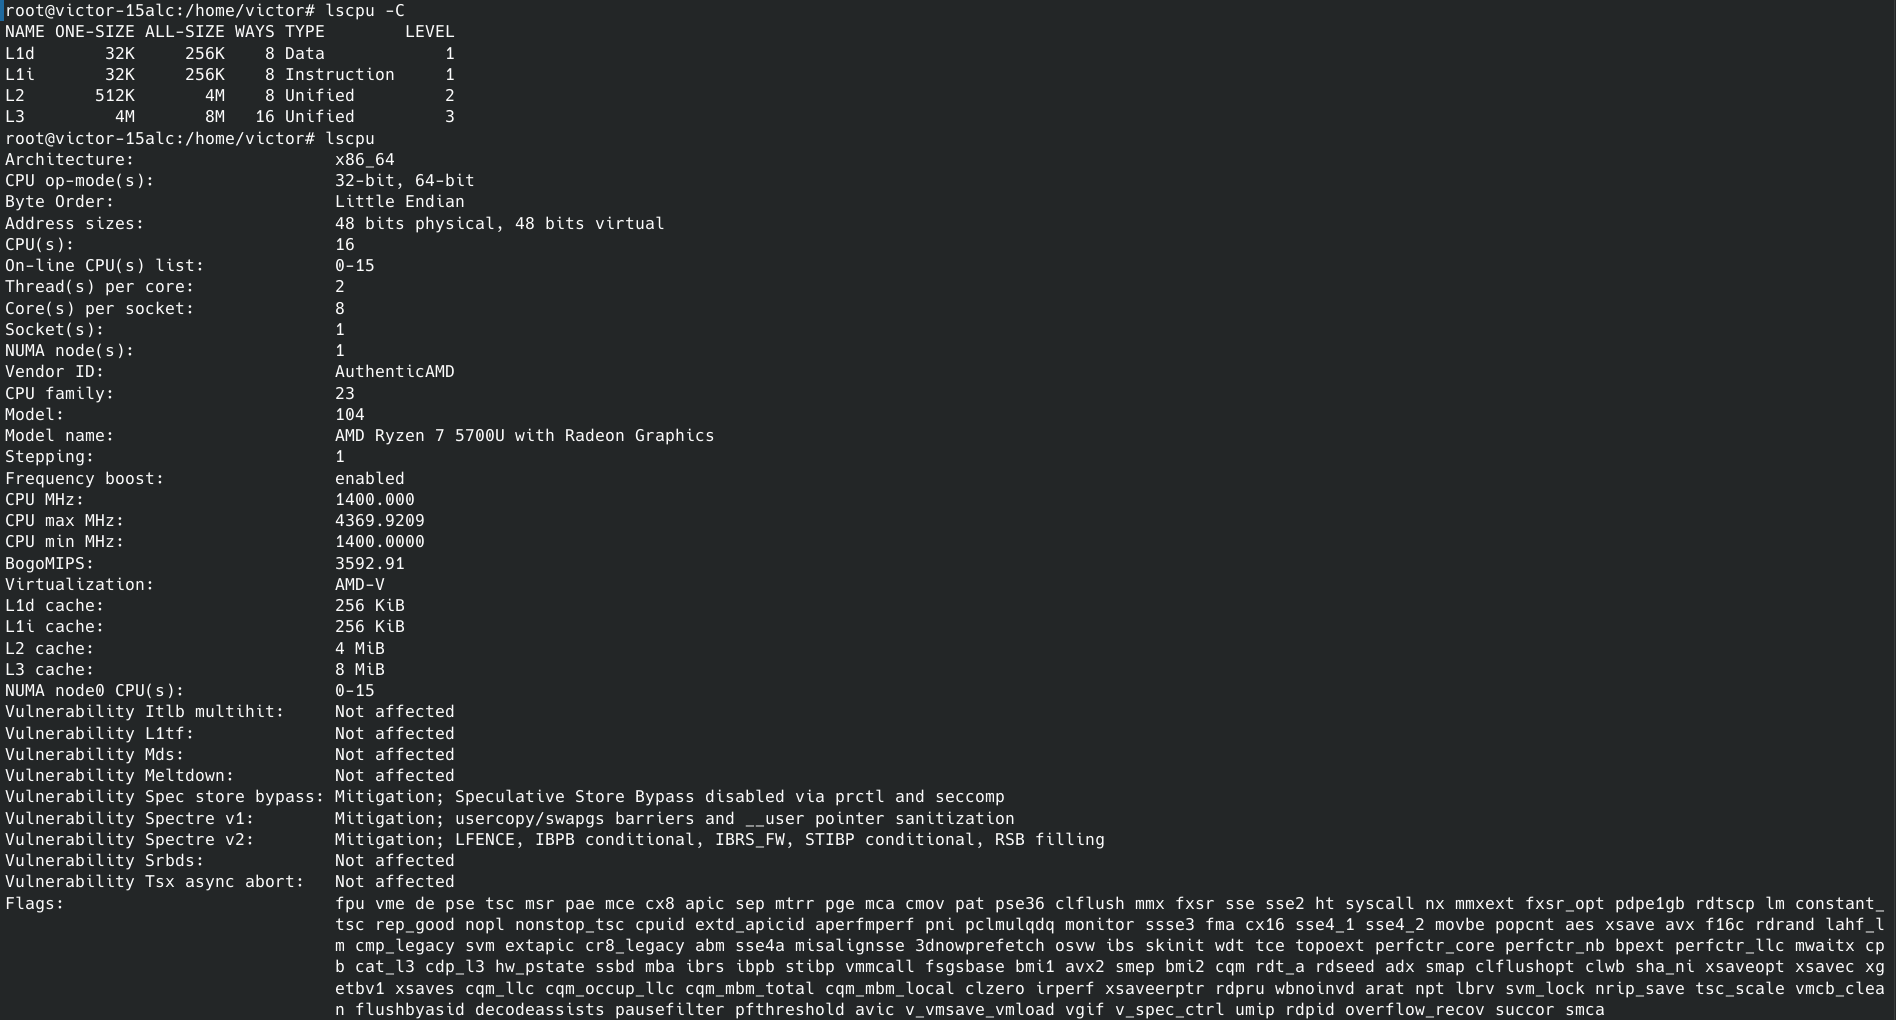 root@victor-15alc:/home/victor# lscpu -C
NAME ONE-SIZE ALL-SIZE WAYS TYPE        LEVEL
L1d       32K     256K    8 Data            1
L1i       32K     256K    8 Instruction     1
L2       512K       4M    8 Unified         2
L3         4M       8M   16 Unified         3
root@victor-15alc:/home/victor# lscpu
Architecture:                    x86_64
CPU op-mode(s):                  32-bit, 64-bit
Byte Order:                      Little Endian
Address sizes:                   48 bits physical, 48 bits virtual
CPU(s):                          16
On-line CPU(s) list:             0-15
Thread(s) per core:              2
Core(s) per socket:              8
Socket(s):                       1
NUMA node(s):                    1
Vendor ID:                       AuthenticAMD
CPU family:                      23
Model:                           104
Model name:                      AMD Ryzen 7 5700U with Radeon Graphics
Stepping:                        1
Frequency boost:                 enabled
CPU MHz:                         1400.000
CPU max MHz:                     4369.9209
CPU min MHz:                     1400.0000
BogoMIPS:                        3592.91
Virtualization:                  AMD-V
L1d cache:                       256 KiB
L1i cache:                       256 KiB
L2 cache:                        4 MiB
L3 cache:                        8 MiB
NUMA node0 CPU(s):               0-15
Vulnerability Itlb multihit:     Not affected
Vulnerability L1tf:              Not affected
Vulnerability Mds:               Not affected
Vulnerability Meltdown:          Not affected
Vulnerability Spec store bypass: Mitigation; Speculative Store Bypass disabled via prctl and seccomp
Vulnerability Spectre v1:        Mitigation; usercopy/swapgs barriers and __user pointer sanitization
Vulnerability Spectre v2:        Mitigation; LFENCE, IBPB conditional, IBRS_FW, STIBP conditional, RSB filling
Vulnerability Srbds:             Not affected
Vulnerability Tsx async abort:   Not affected
Flags:                           fpu vme de pse tsc msr pae mce cx8 apic sep mtrr pge mca cmov pat pse36 clflush mmx fxsr sse sse2 ht syscall nx mmxext fxsr_opt pdpe1gb rdtscp lm constant_
tsc rep_good nopl nonstop_tsc cpuid extd_apicid aperfmperf pni pclmulqdq monitor ssse3 fma cx16 sse4_1 sse4_2 movbe popcnt aes xsave avx f16c rdrand lahf_l
m cmp_legacy svm extapic cr8_legacy abm sse4a misalignsse 3dnowprefetch osvw ibs skinit wdt tce topoext perfctr_core perfctr_nb bpext perfctr_llc mwaitx cp
b cat_l3 cdp_l3 hw_pstate ssbd mba ibrs ibpb stibp vmmcall fsgsbase bmi1 avx2 smep bmi2 cqm rdt_a rdseed adx smap clflushopt clwb sha_ni xsaveopt xsavec xg
etbv1 xsaves cqm_llc cqm_occup_llc cqm_mbm_total cqm_mbm_local clzero irperf xsaveerptr rdpru wbnoinvd arat npt lbrv svm_lock nrip_save tsc_scale vmcb_clea
n flushbyasid decodeassists pausefilter pfthreshold avic v_vmsave_vmload vgif v_spec_ctrl umip rdpid overflow_recov succor smca